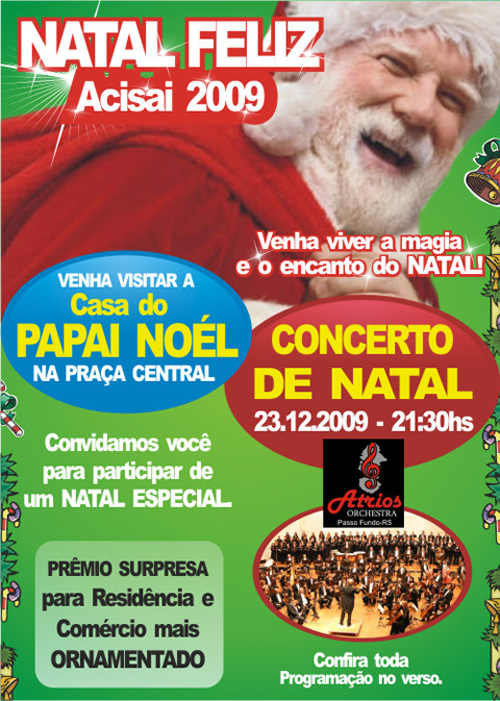 NATAL FELIZ
Acisai 2009
Venha viver a magia
e o encanto do NATAL!
VENHA VISITAR A
Casa do
PAPAI NOÉL
NA PRAÇA CENTRAL
CONCERTO
DE NATAL
23.12.2009 - 21:30hs
Atrios
ORCHESTRA
Passo Fundo-RS
Convidamos você
para participar de
um NATAL ESPECIAL.
PRÊMIO SURPRESA
para Residência e
Comércio mais
ORNAMENTADO
Confira toda
Programação no verso.